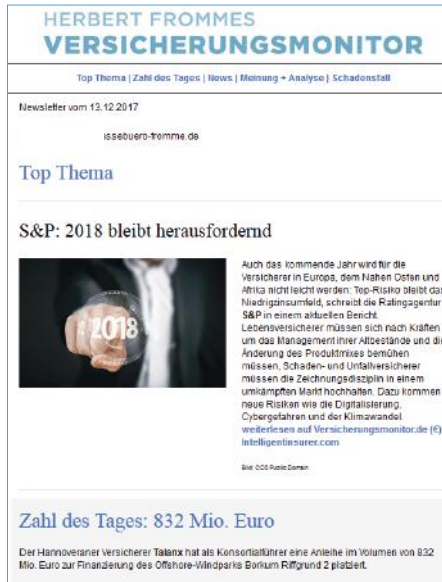 HERBERT FROMMES
VERSICHERUNGSMONITOR
Top Thema | Zahl des Tages | News | Meinung + Analyse | Schadensfall
Newsletter vom 13.12.2017
ssebuero-fromme.de
Top Thema
S&P: 2018 bleibt herausfordernd
2018
Auch das kommende Jahr wird für die
Versicherer in Europa, dem Nahen Osten und
Afrika nicht leicht werden: Top-Risiko bleibt das
Niedrigzinsumfeld, schreibt die Ratingagentur
S&P in einem aktuellen Bericht.
Lebensversicherer müssen sich nach Kräften
um das Management ihrer Altbestände und die
Änderung des Produktmixes bemühen
müssen, Schaden- und Unfallversicherer
müssen die Zeichnungsdisziplin in einem
umkämpften Markt hochhalten. Dazu kommen
neue Risiken wie die Digitalisierung,
Cybergefahren und der Klimawandel.
weiterlesen auf Versicherungsmonitor.de (€)
intelligentinsurer.com
Bild: CC0 Public Domain
Zahl des Tages: 832 Mio. Euro
Der Hannoveraner Versicherer Talanx hat als Konsortialführer eine Anleihe im Volumen von 832
Mio. Euro zur Finanzierung des Offshore-Windparks Borkum Riffgrund 2 platziert.